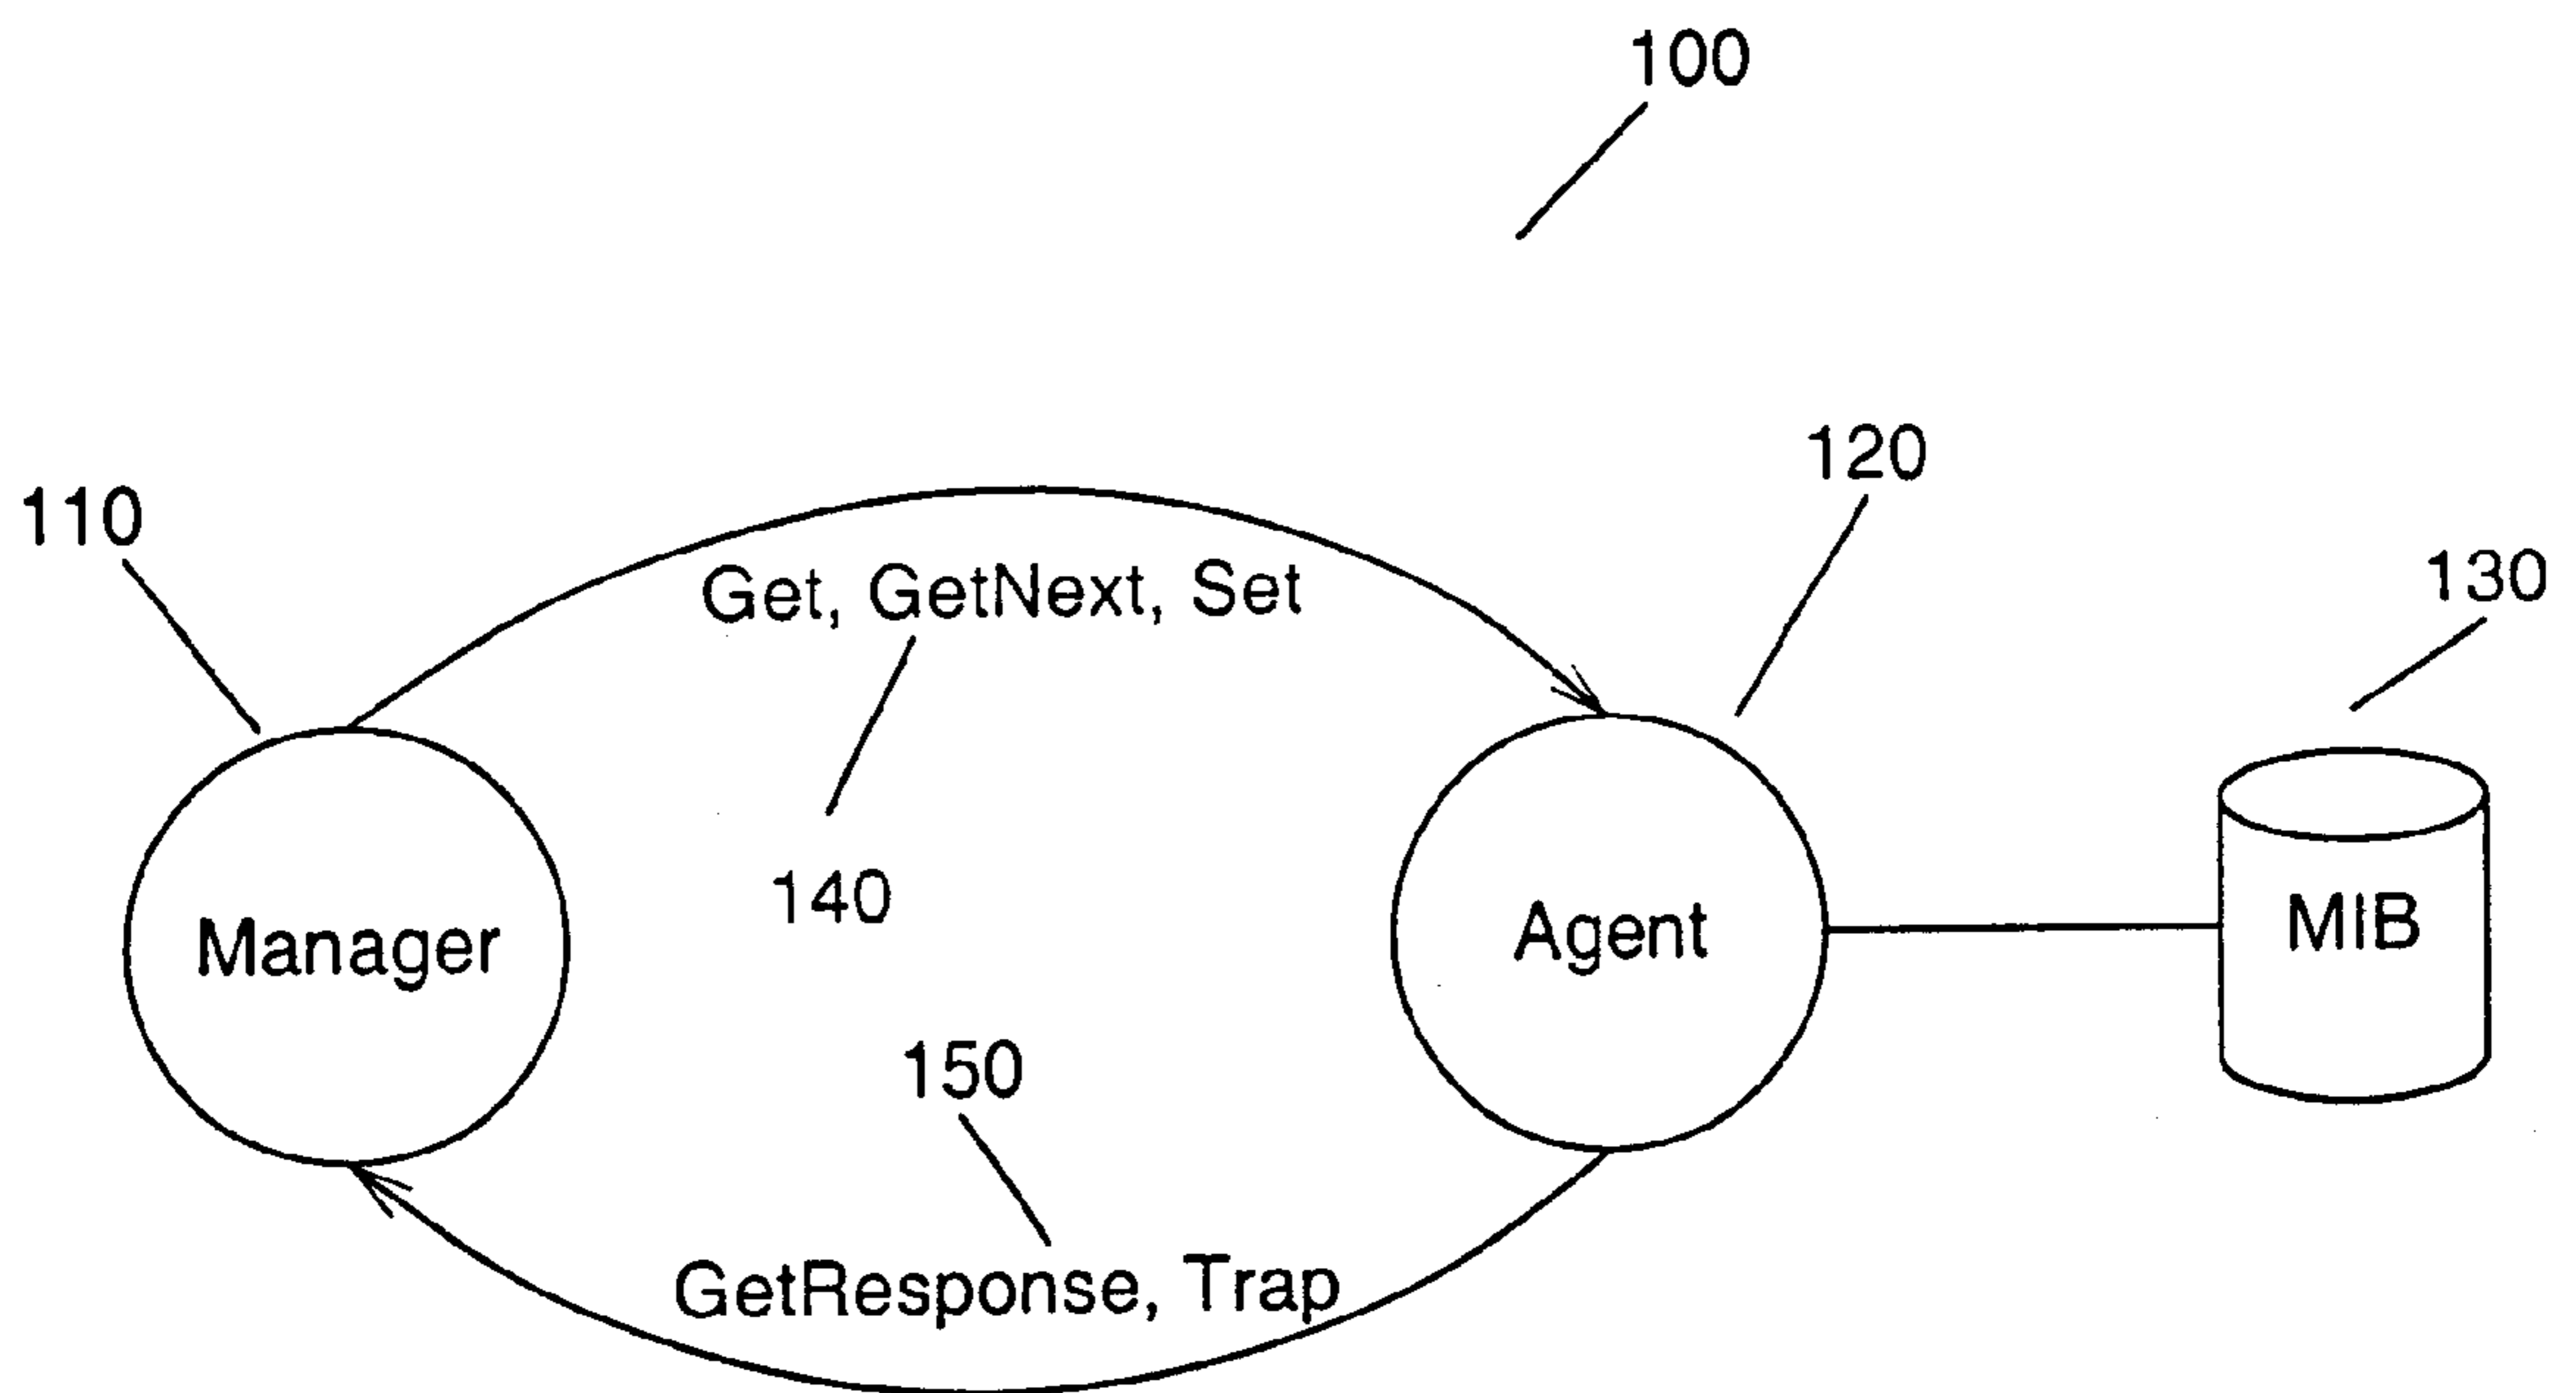 100
120
110
130
Get, GetNext, Set
140
Manager
Agent
MIB
150
GetResponse, Trap